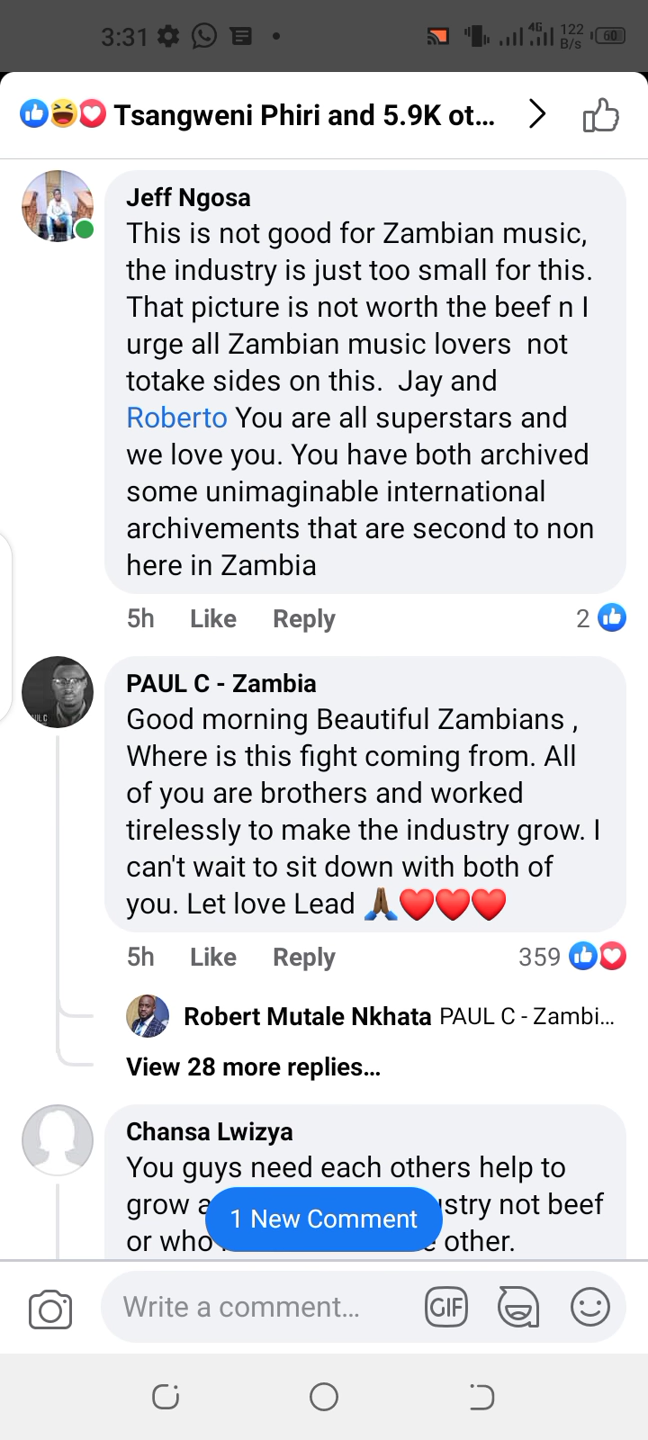 3:31
4G
122
B/s
60
Tsangweni Phiri and 5.9K ot...
Jeff Ngosa
This is not good for Zambian music,
the industry is just too small for this.
That picture is not worth the beef n I
urge all Zambian music lovers  not
totake sides on this.  Jay and
Roberto You are all superstars and
we love you. You have both archived
some unimaginable international
archivements that are second to non
here in Zambia
5h Like Reply 2
PAUL C - Zambia
Good morning Beautiful Zambians ,
Where is this fight coming from. All
of you are brothers and worked
tirelessly to make the industry grow. I
can't wait to sit down with both of
you. Let love Lead 🙏🏾❤️❤️❤️
5h Like Reply 359
Robert Mutale Nkhata PAUL C - Zambi...
View 28 more replies...
Chansa Lwizya
You guys need each others help to
grow not beef
or who other.
1 New Comment
Write a comment...
GIF